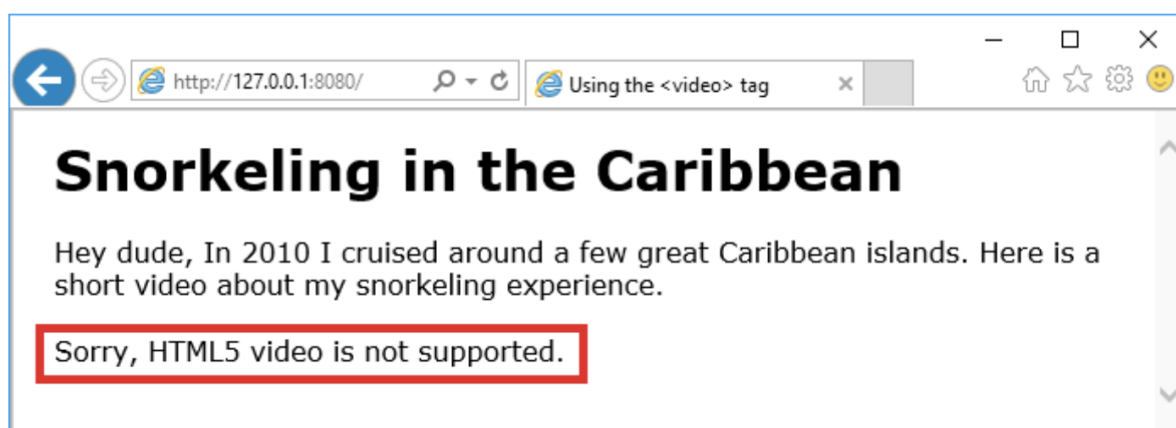 http://127.0.0.1:8080/
Using the <video> tag
Snorkeling in the Caribbean
Hey dude, In 2010 I cruised around a few great Caribbean islands. Here is a
short video about my snorkeling experience.
Sorry, HTML5 video is not supported.